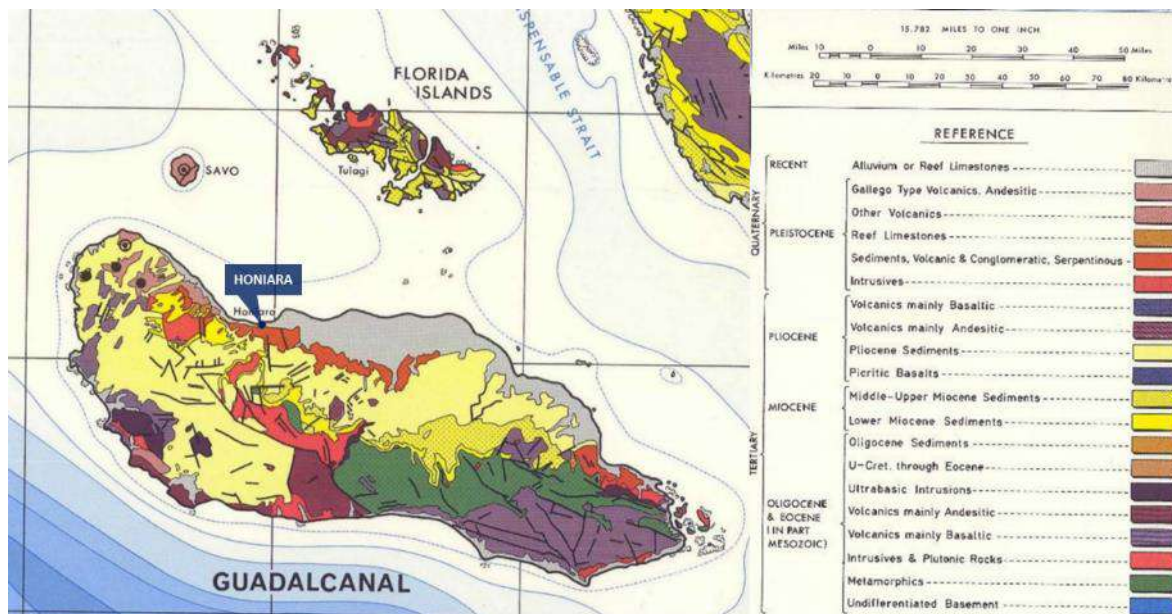 FLORIDA
ISLANDS
SPENSABLE STRAIT
SAVO
Tulagi
HONIARA
Honiara
GUADALCANAL
15.782 MILES TO ONE INCH
Miles 10 0 10 20 30 40 50 Miles
Kilometres 20 10 0 10 20 30 40 50 60 70 80 Kilometre
REFERENCE
QUATERNARY
RECENT
Alluvium or Reef Limestones
PLEISTOCENE
Gallego Type Volcanics, Andesitic
Other Volcanics
Reef Limestones
Sediments, Volcanic & Conglomeratic, Serpentinous
Intrusives
TERTIARY
PLIOCENE
Volcanics mainly Basaltic
Volcanics mainly Andesitic
Pliocene Sediments
Picritic Basalts
MIOCENE
Middle-Upper Miocene Sediments
Lower Miocene Sediments
OLIGOCENE
& EOCENE
(IN PART
MESOZOIC)
Oligocene Sediments
U-Cret. through Eocene
Ultrabasic Intrusions
Volcanics mainly Andesitic
Volcanics mainly Basaltic
Intrusives & Plutonic Rocks
Metamorphics
Undifferentiated Basement